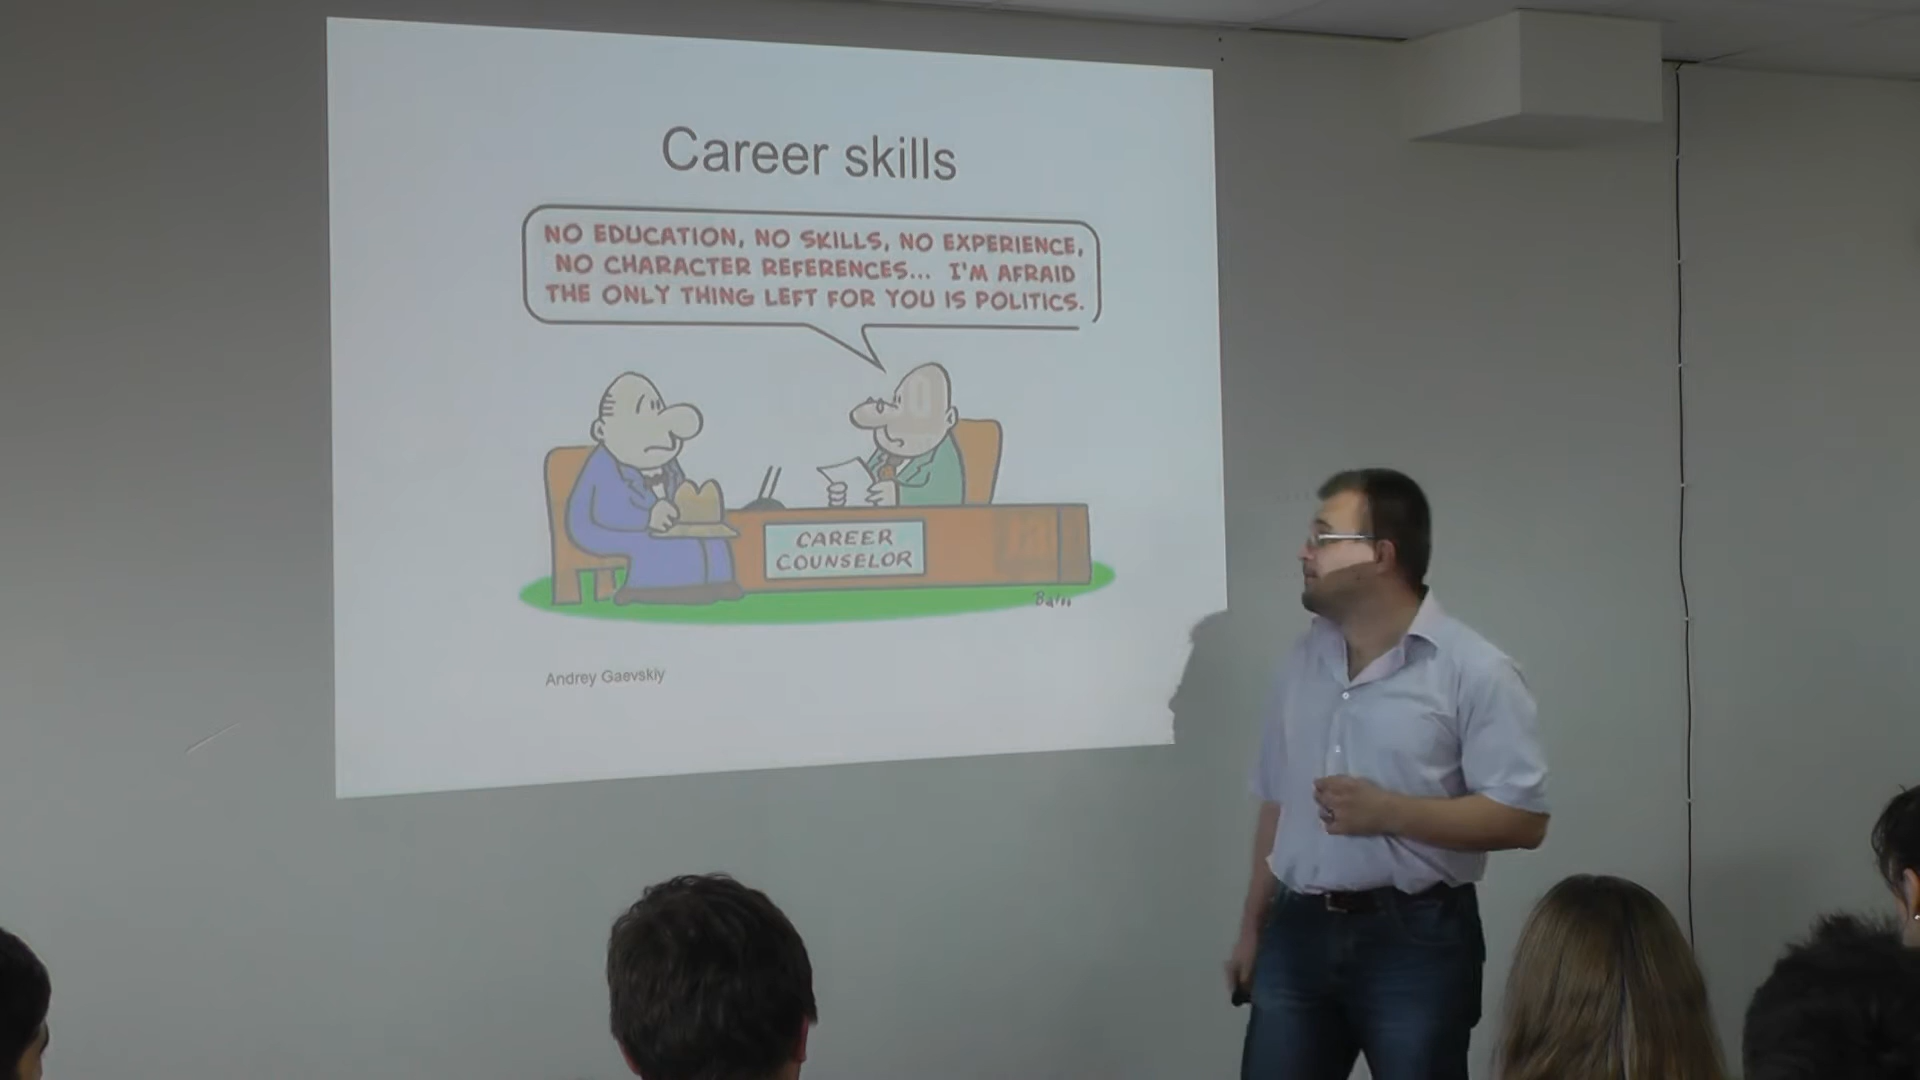 Career skills
NO EDUCATION, NO SKILLS, NO EXPERIENCE,
NO CHARACTER REFERENCES... I'M AFRAID
THE ONLY THING LEFT FOR YOU IS POLITICS.
CAREER
COUNSELOR
Andrey Gaevskiy